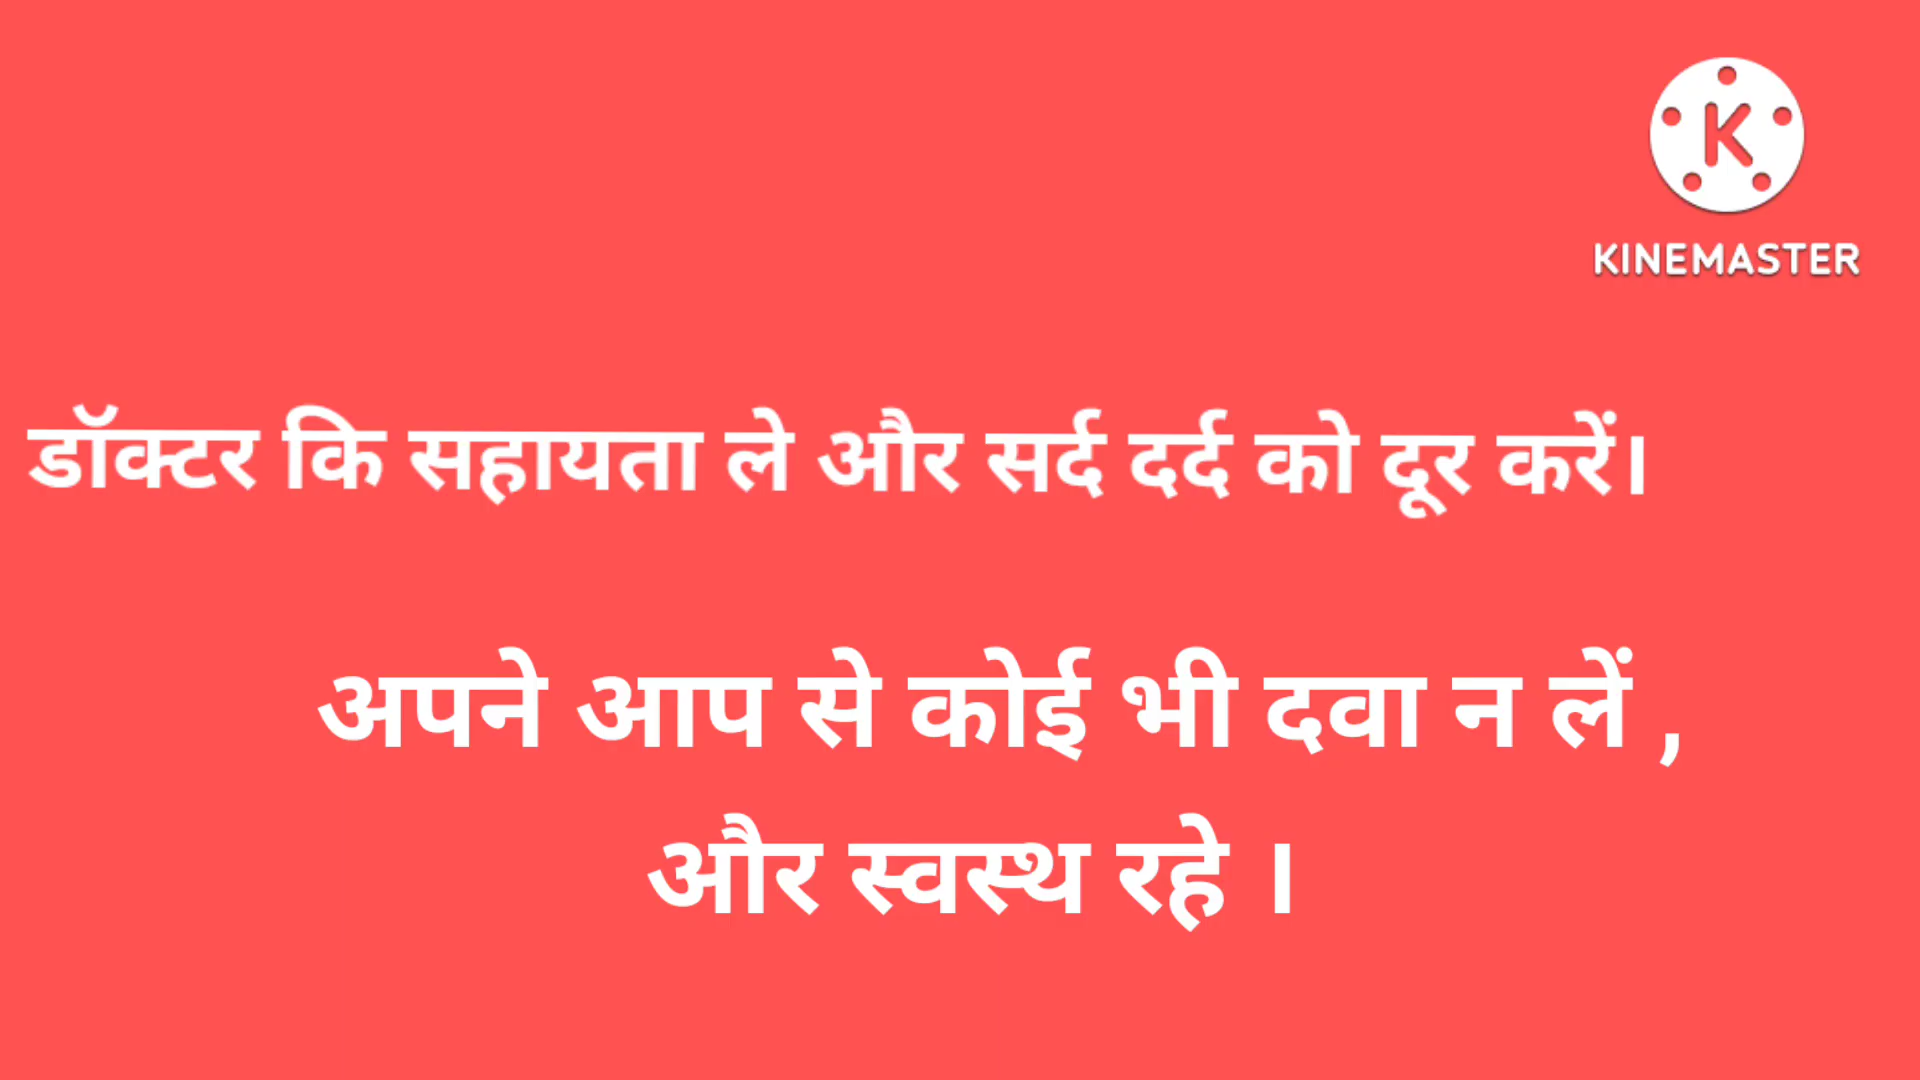 KINEMASTER
डॉक्टर कि सहायता ले और सर्द दर्द को दूर करें।
अपने आप से कोई भी दवा न लें ,
और स्वस्थ रहे ।